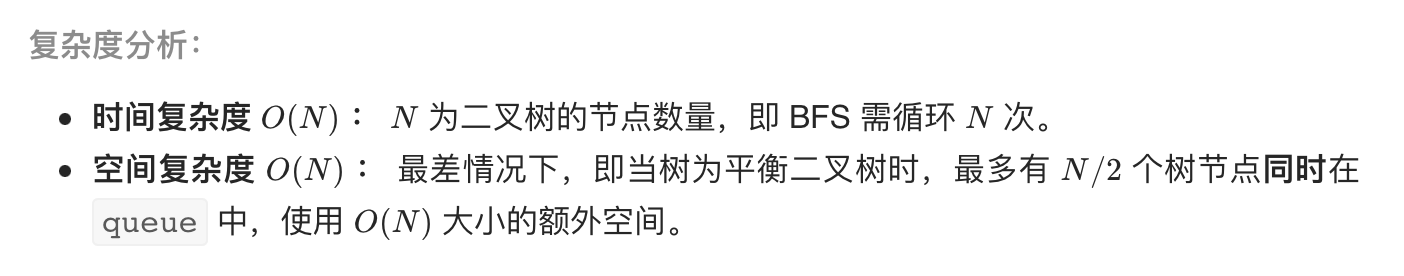 复杂度分析：
• 时间复杂度 O(N)： N 为二叉树的节点数量，即 BFS 需循环 N 次。
• 空间复杂度 O(N)： 最差情况下，即当树为平衡二叉树时，最多有 N/2 个树节点同时在
queue 中，使用 O(N) 大小的额外空间。